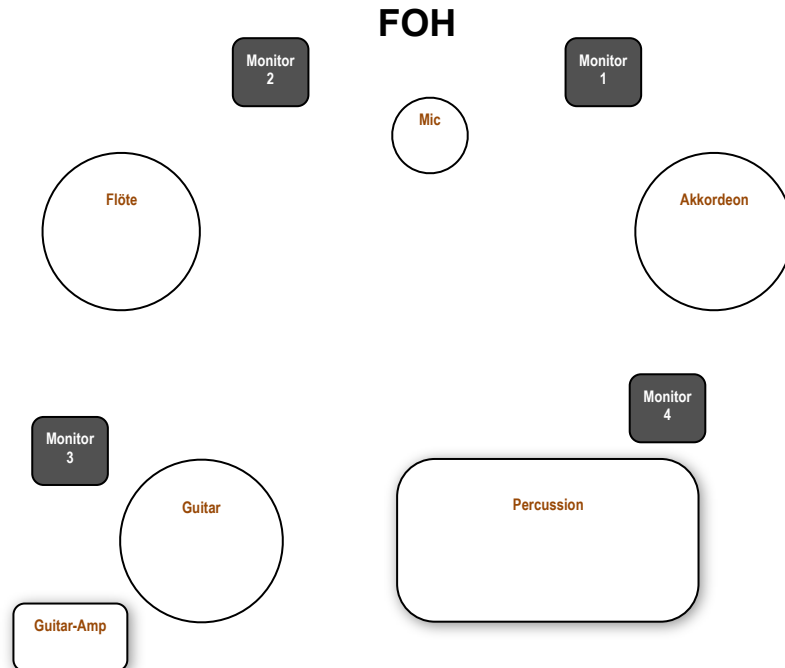 FOH
Monitor
2
Monitor
1
Mic
Flöte
Akkordeon
Monitor
4
Monitor
3
Percussion
Guitar
Guitar-Amp